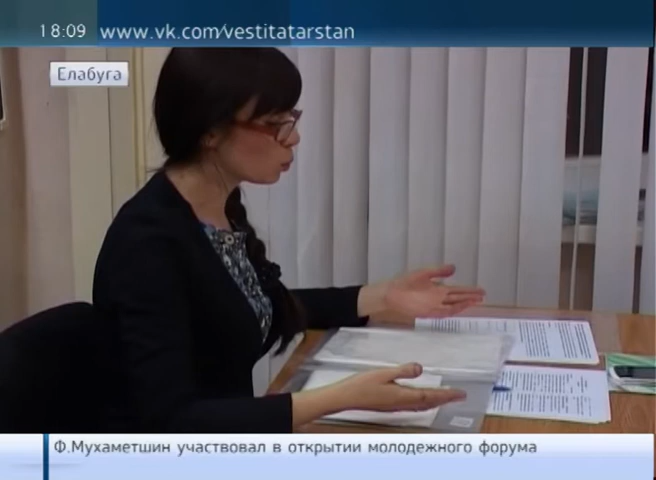 18:09 www.vk.com/vestitatarstan
Елабуга
Ф.Мухаметшин участвовал в открытии молодежного форума